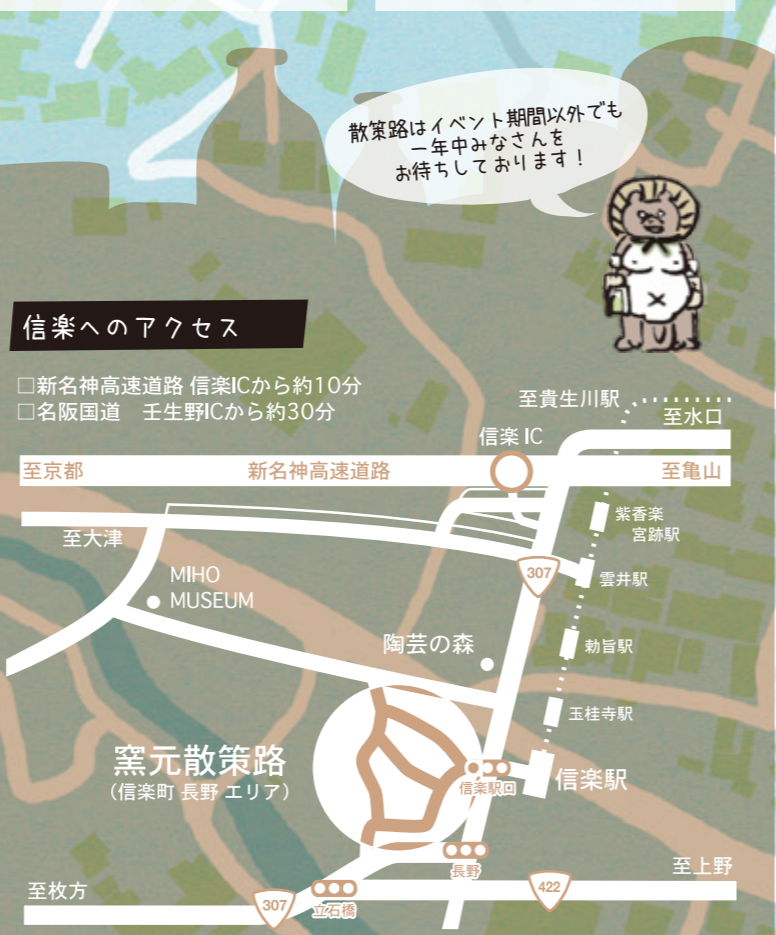 散策路はイベント期間以外でも
一年中みなさんを
お待ちしております！
信楽へのアクセス
□新名神高速道路 信楽ICから約10分
□名阪国道　壬生野ICから約30分
至貴生川駅
至水口
信楽 IC
至京都
新名神高速道路
至亀山
紫香楽
宮跡駅
至大津
307
雲井駅
MIHO
MUSEUM
勅旨駅
陶芸の森
玉桂寺駅
窯元散策路
（信楽町 長野 エリア）
信楽駅
信楽駅口
長野
至上野
至枚方
422
307
立石橋